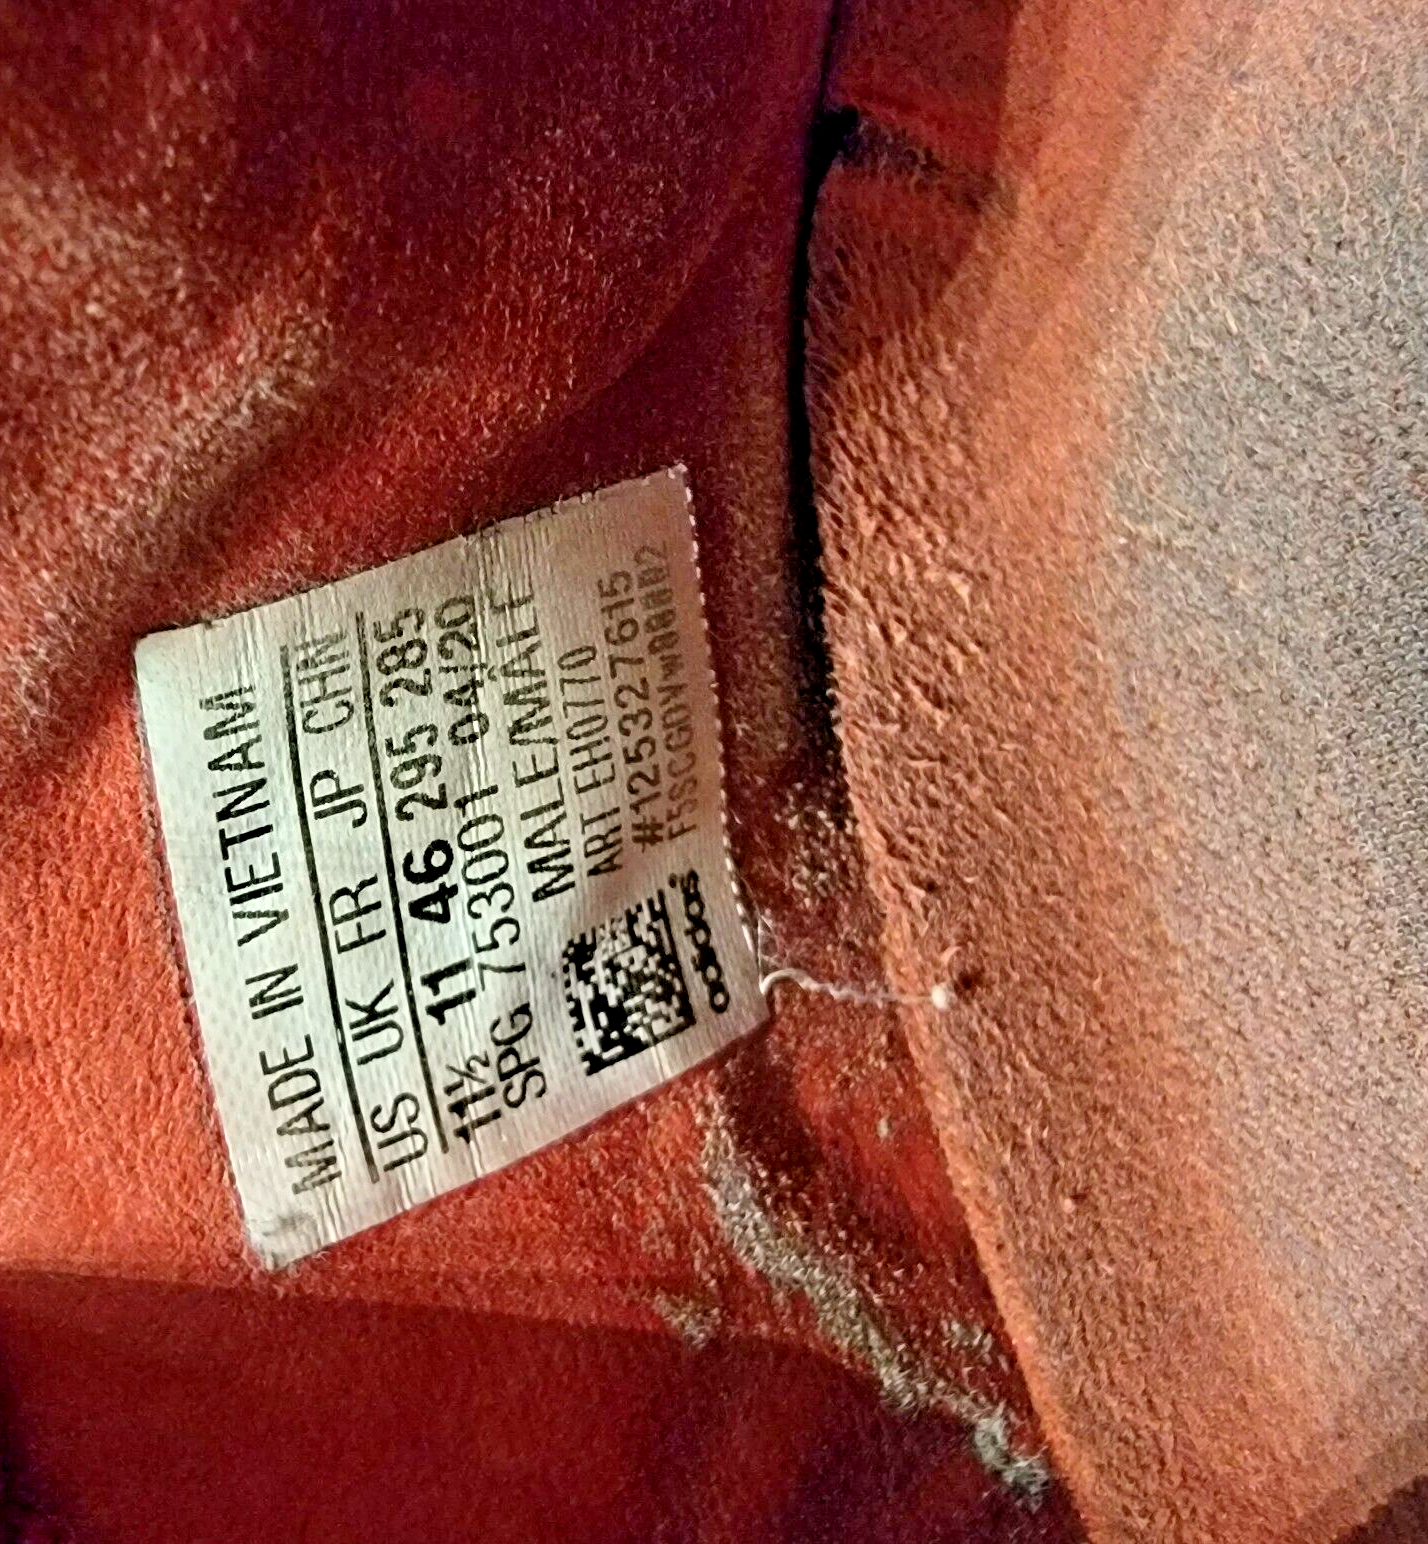 MADE IN VIETNAM
US UK FR JP CHN
11½ 11 46 295 285
SPG 753001 04/20
MALE/MALE
ART EH0770
#125327615
adidas